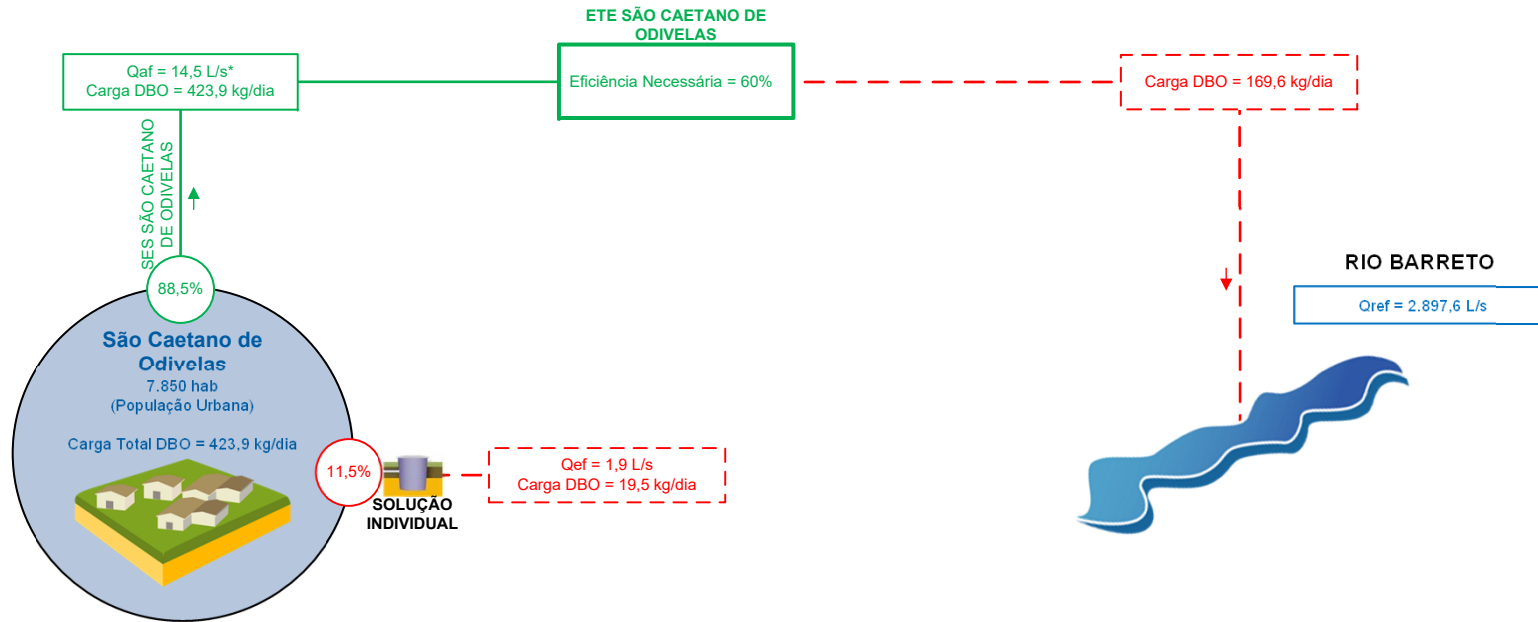 ETE SÃO CAETANO DE
ODIVELAS
Qaf = 14,5 L/s*
Carga DBO = 423,9 kg/dia
Eficiência Necessária = 60%
Carga DBO = 169,6 kg/dia
SES SÃO CAETANO
DE ODIVELAS
88,5%
RIO BARRETO
Qref = 2.897,6 L/s
São Caetano de
Odivelas
7.850 hab
(População Urbana)
Carga Total DBO = 423,9 kg/dia
11,5%
SOLUÇÃO
INDIVIDUAL
Qef = 1,9 L/s
Carga DBO = 19,5 kg/dia